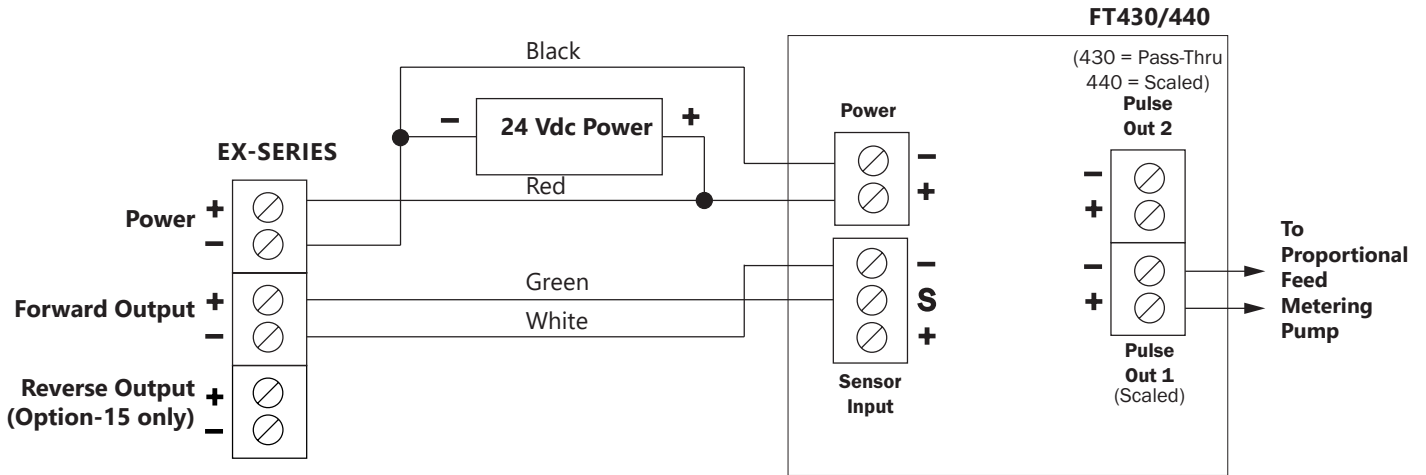 FT430/440
(430 = Pass-Thru
440 = Scaled)
Pulse
Out 2
Black
24 Vdc Power
−
+
Power
EX-SERIES
Red
−
+
−
+
Power
+
−
Forward Output
+
−
Green
White
−
S
+
Sensor
Input
−
+
Pulse
Out 1
(Scaled)
To
Proportional
Feed
Metering
Pump
Reverse Output
(Option-15 only)
+
−